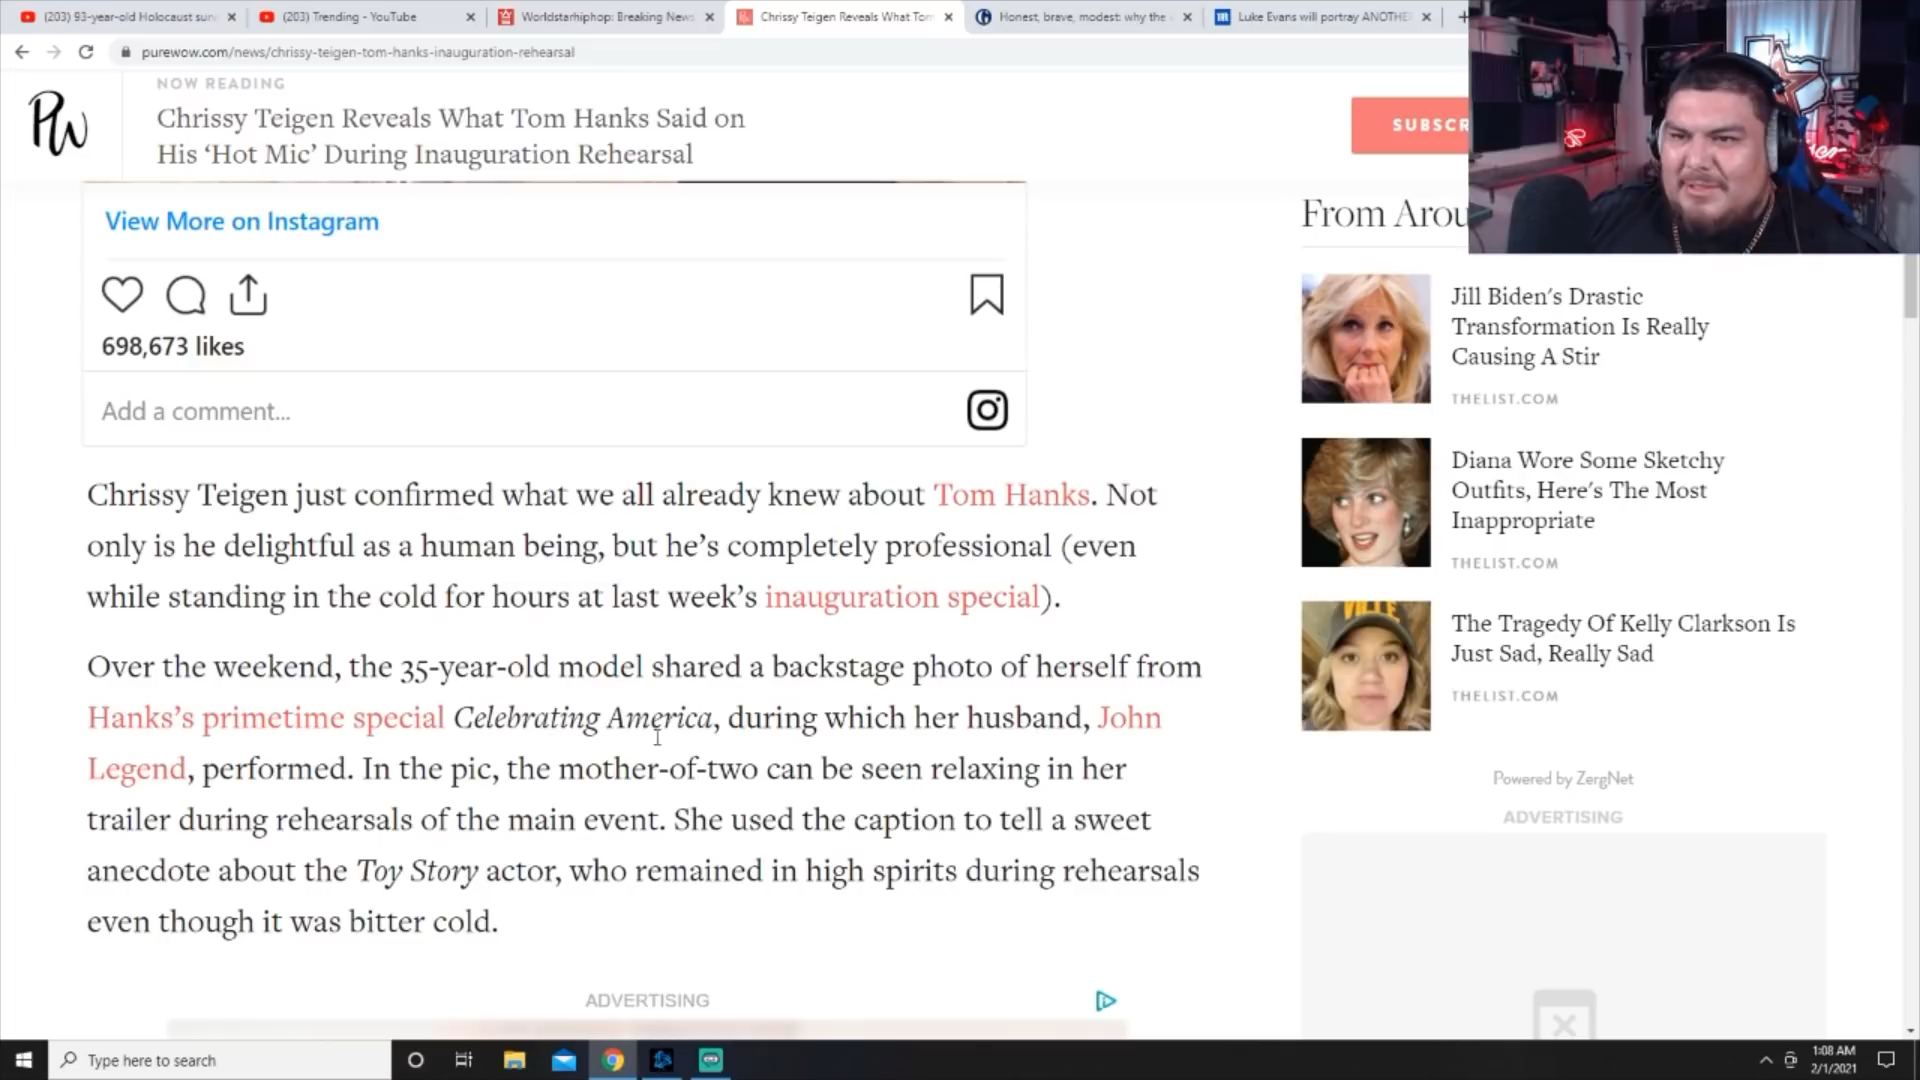 (203) 93-year-old Holocaust sur
(203) Trending - YouTube
Worldstarhiphop: Breaking News
Chrissy Teigen Reveals What Tom
Honest, brave, modest: why the
Luke Evans will portray ANOTHE
purewow.com/news/chrissy-teigen-tom-hanks-inauguration-rehearsal
PW
NOW READING
Chrissy Teigen Reveals What Tom Hanks Said on
His ‘Hot Mic’ During Inauguration Rehearsal
SUBSCR
View More on Instagram
698,673 likes
Add a comment...
Chrissy Teigen just confirmed what we all already knew about Tom Hanks. Not
only is he delightful as a human being, but he’s completely professional (even
while standing in the cold for hours at last week’s inauguration special).
Over the weekend, the 35-year-old model shared a backstage photo of herself from
Hanks’s primetime special Celebrating America, during which her husband, John
Legend, performed. In the pic, the mother-of-two can be seen relaxing in her
trailer during rehearsals of the main event. She used the caption to tell a sweet
anecdote about the Toy Story actor, who remained in high spirits during rehearsals
even though it was bitter cold.
ADVERTISING
From Arou
Jill Biden's Drastic
Transformation Is Really
Causing A Stir
THELIST.COM
Diana Wore Some Sketchy
Outfits, Here's The Most
Inappropriate
THELIST.COM
VILLE
The Tragedy Of Kelly Clarkson Is
Just Sad, Really Sad
THELIST.COM
Powered by ZergNet
ADVERTISING
Type here to search
1:08 AM
2/1/2021